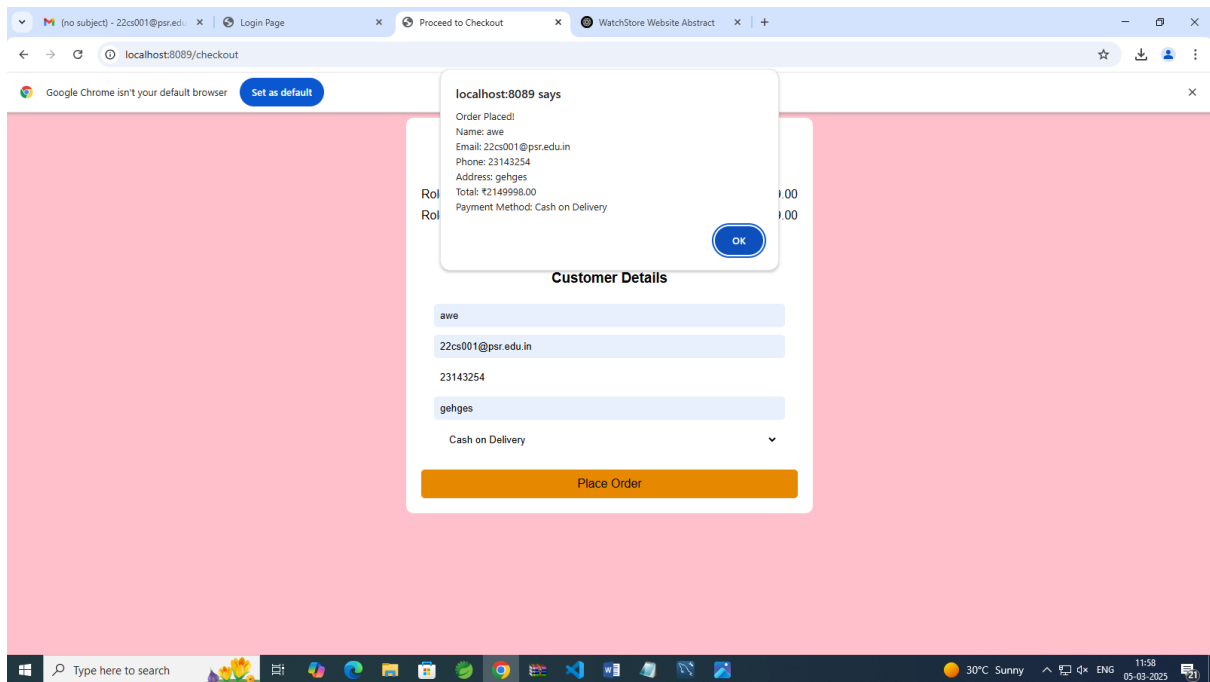 (no subject) - 22cs001@psr.edu
Login Page
Proceed to Checkout
WatchStore Website Abstract
localhost:8089/checkout
Google Chrome isn't your default browser
Set as default
localhost:8089 says
Order Placed!
Name: awe
Email: 22cs001@psr.edu.in
Phone: 23143254
Address: gehges
Total: ₹2149998.00
Payment Method: Cash on Delivery
OK
Rol .00
Rol .00
Customer Details
awe
22cs001@psr.edu.in
23143254
gehges
Cash on Delivery
Place Order
Type here to search
30°C Sunny
ENG
11:58
05-03-2025
21